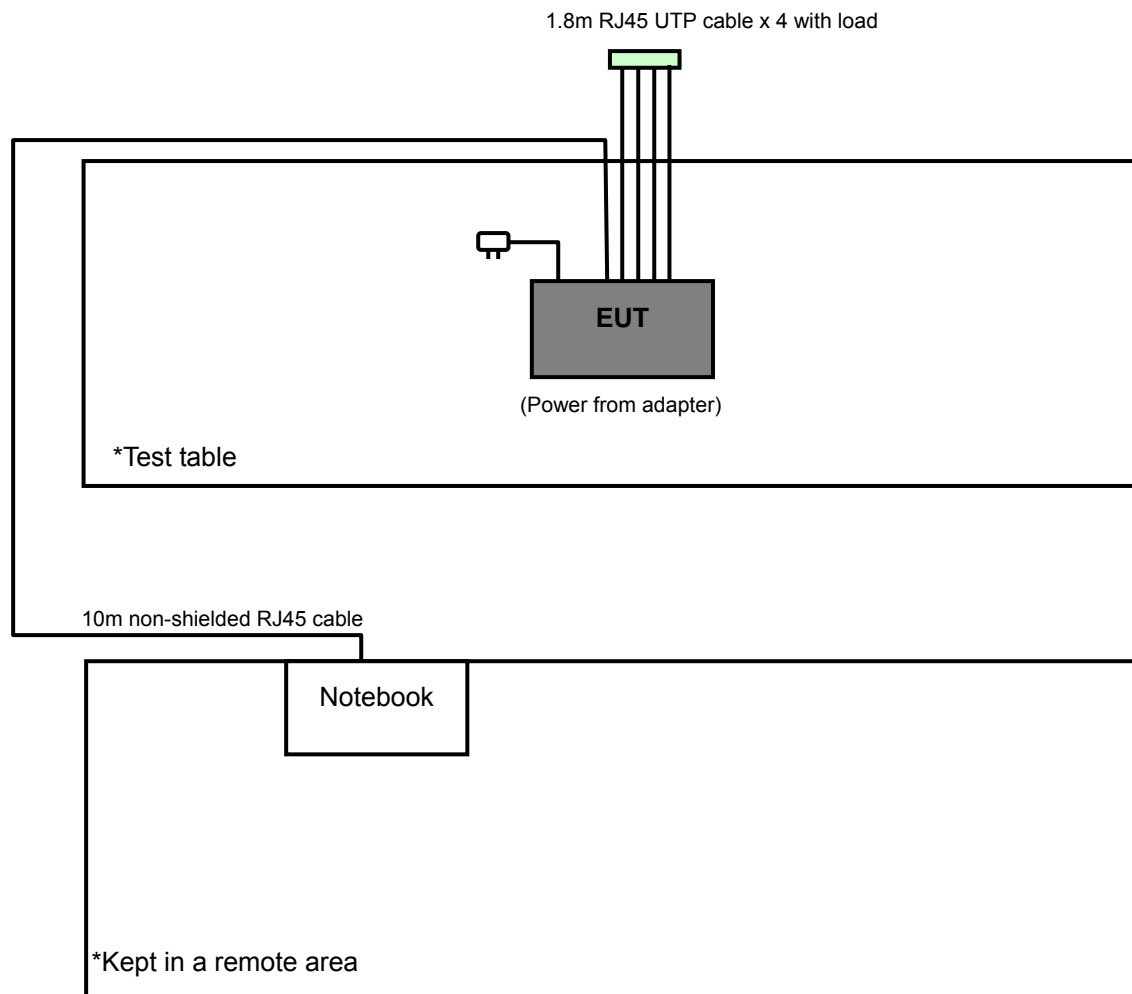 1.8m RJ45 UTP cable x 4 with load
EUT
(Power from adapter)
*Test table
10m non-shielded RJ45 cable
Notebook
*Kept in a remote area